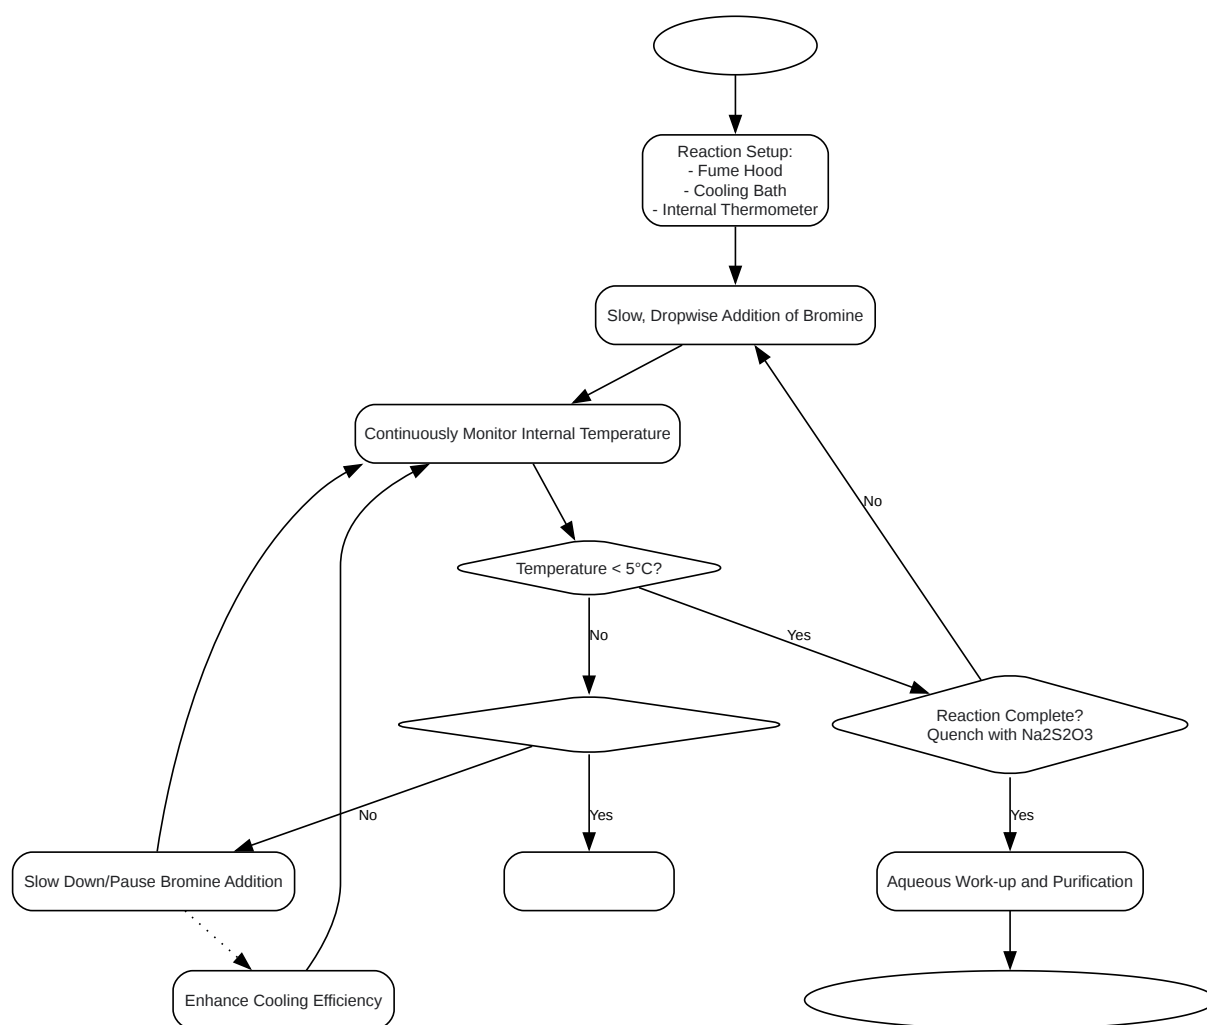 Reaction Setup:
- Fume Hood
- Cooling Bath
- Internal Thermometer
Slow, Dropwise Addition of Bromine
Continuously Monitor Internal Temperature
No
Temperature < 5°C?
No
Yes
Reaction Complete?
Quench with Na2S2O3
No
Yes
Yes
Slow Down/Pause Bromine Addition
Aqueous Work-up and Purification
Enhance Cooling Efficiency